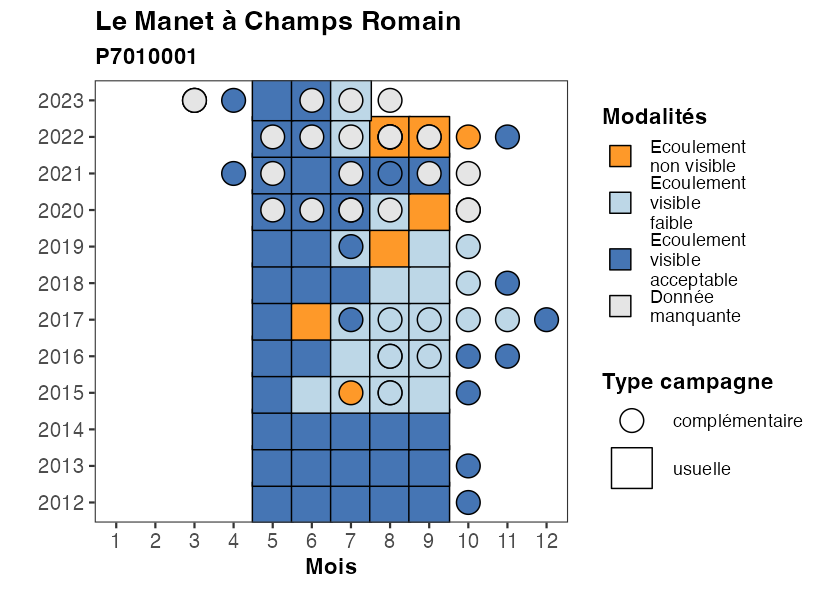 Le Manet à Champs Romain
P7010001
2023
2022
2021
2020
2019
2018
2017
2016
2015
2014
2013
2012
1 2 3 4 5 6 7 8 9 10 11 12
Mois
Modalités
Ecoulement
non visible
Ecoulement
visible
faible
Ecoulement
visible
acceptable
Donnée
manquante
Type campagne
complémentaire
usuelle